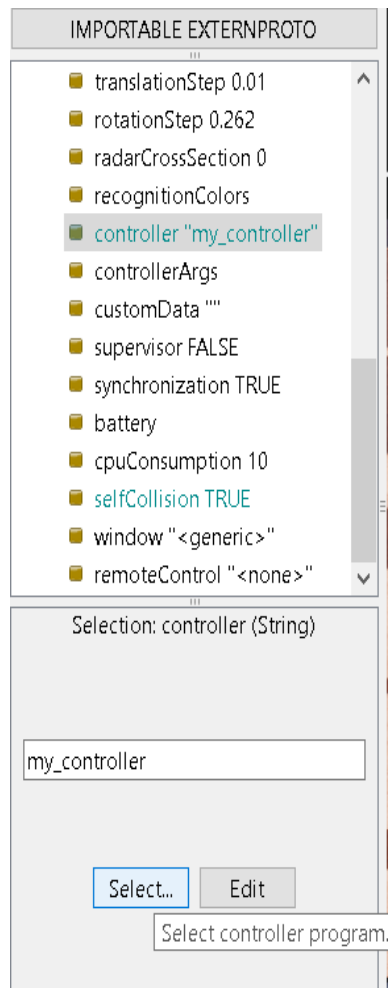 IMPORTABLE EXTERNPROTO
translationStep 0.01
rotationStep 0.262
radarCrossSection 0
recognitionColors
controller "my_controller"
controllerArgs
customData ""
supervisor FALSE
synchronization TRUE
battery
cpuConsumption 10
selfCollision TRUE
window "<generic>"
remoteControl "<none>"
Selection: controller (String)
my_controller
Select... Edit
Select controller program.